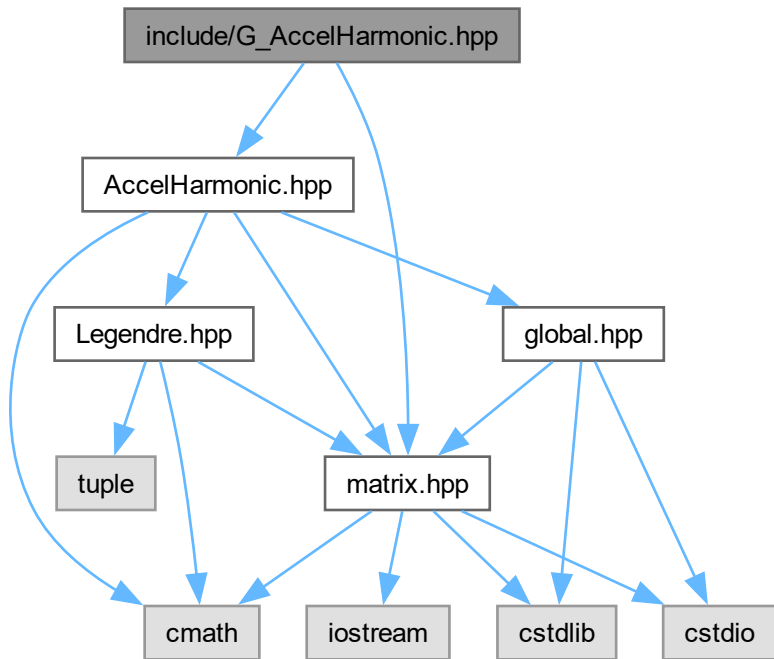 include/G_AccelHarmonic.hpp
AccelHarmonic.hpp
Legendre.hpp
global.hpp
tuple
matrix.hpp
cmath
iostream
cstdlib
cstdio